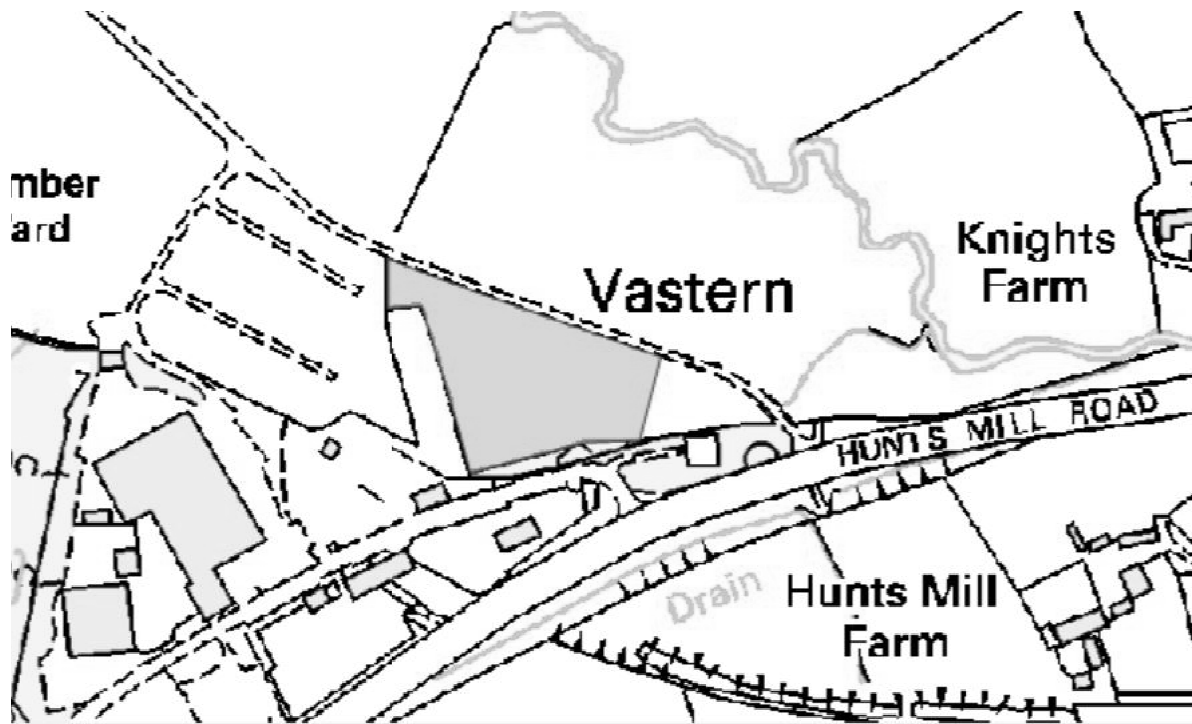 mber
ard
Knights
Farm
Vastern
HUNTS MILL ROAD
Drain
Hunts Mill
Farm